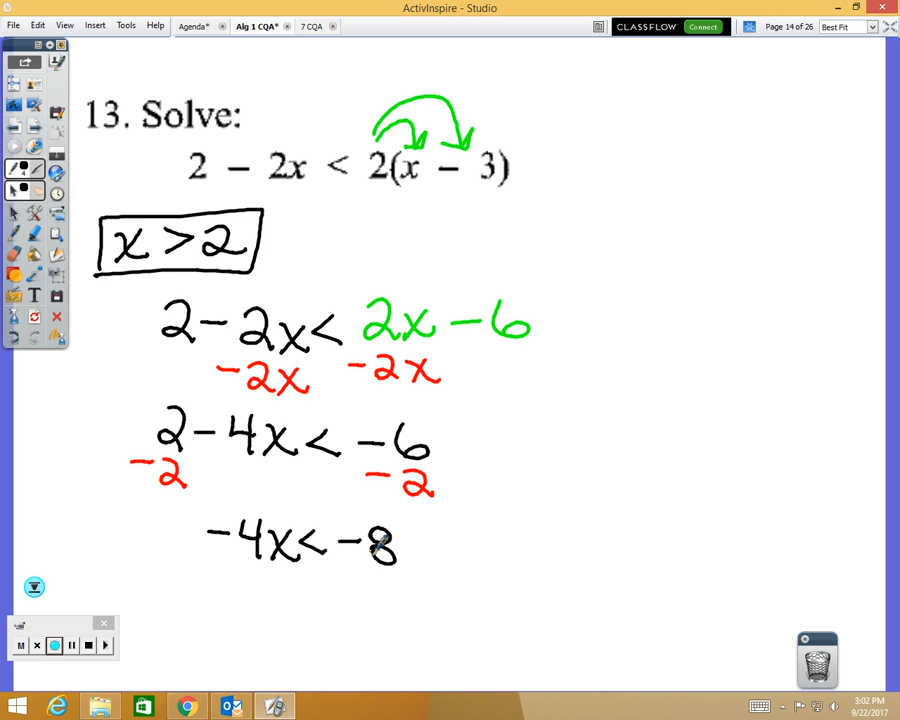 ActivInspire - Studio
File Edit View Insert Tools Help
Agenda* Alg 1 CQA* 7 CQA
CLASSFLOW Connect
Page 14 of 26 Best Fit
13. Solve:
2 − 2x < 2(x − 3)
x > 2
2 − 2x < 2x − 6
− 2x − 2x
2 − 4x < − 6
− 2 − 2
− 4x < − 8
4
T
M
3:02 PM
9/22/2017